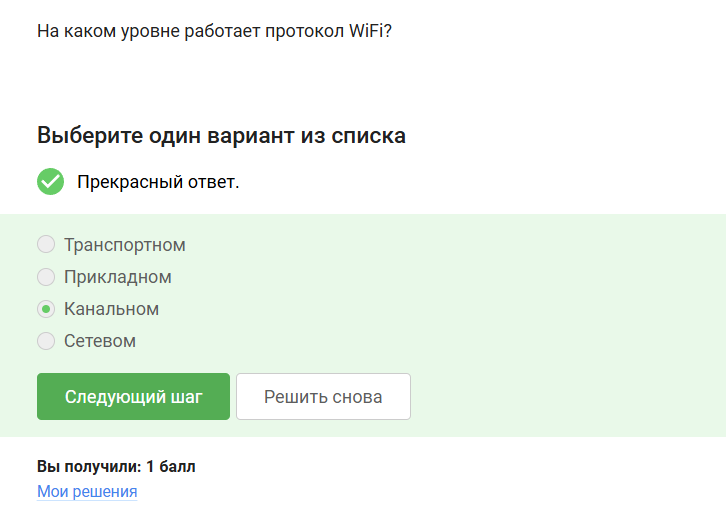 На каком уровне работает протокол WiFi?
Выберите один вариант из списка
Прекрасный ответ.
Транспортном
Прикладном
Канальном
Сетевом
Следующий шаг
Решить снова
Вы получили: 1 балл
Мои решения